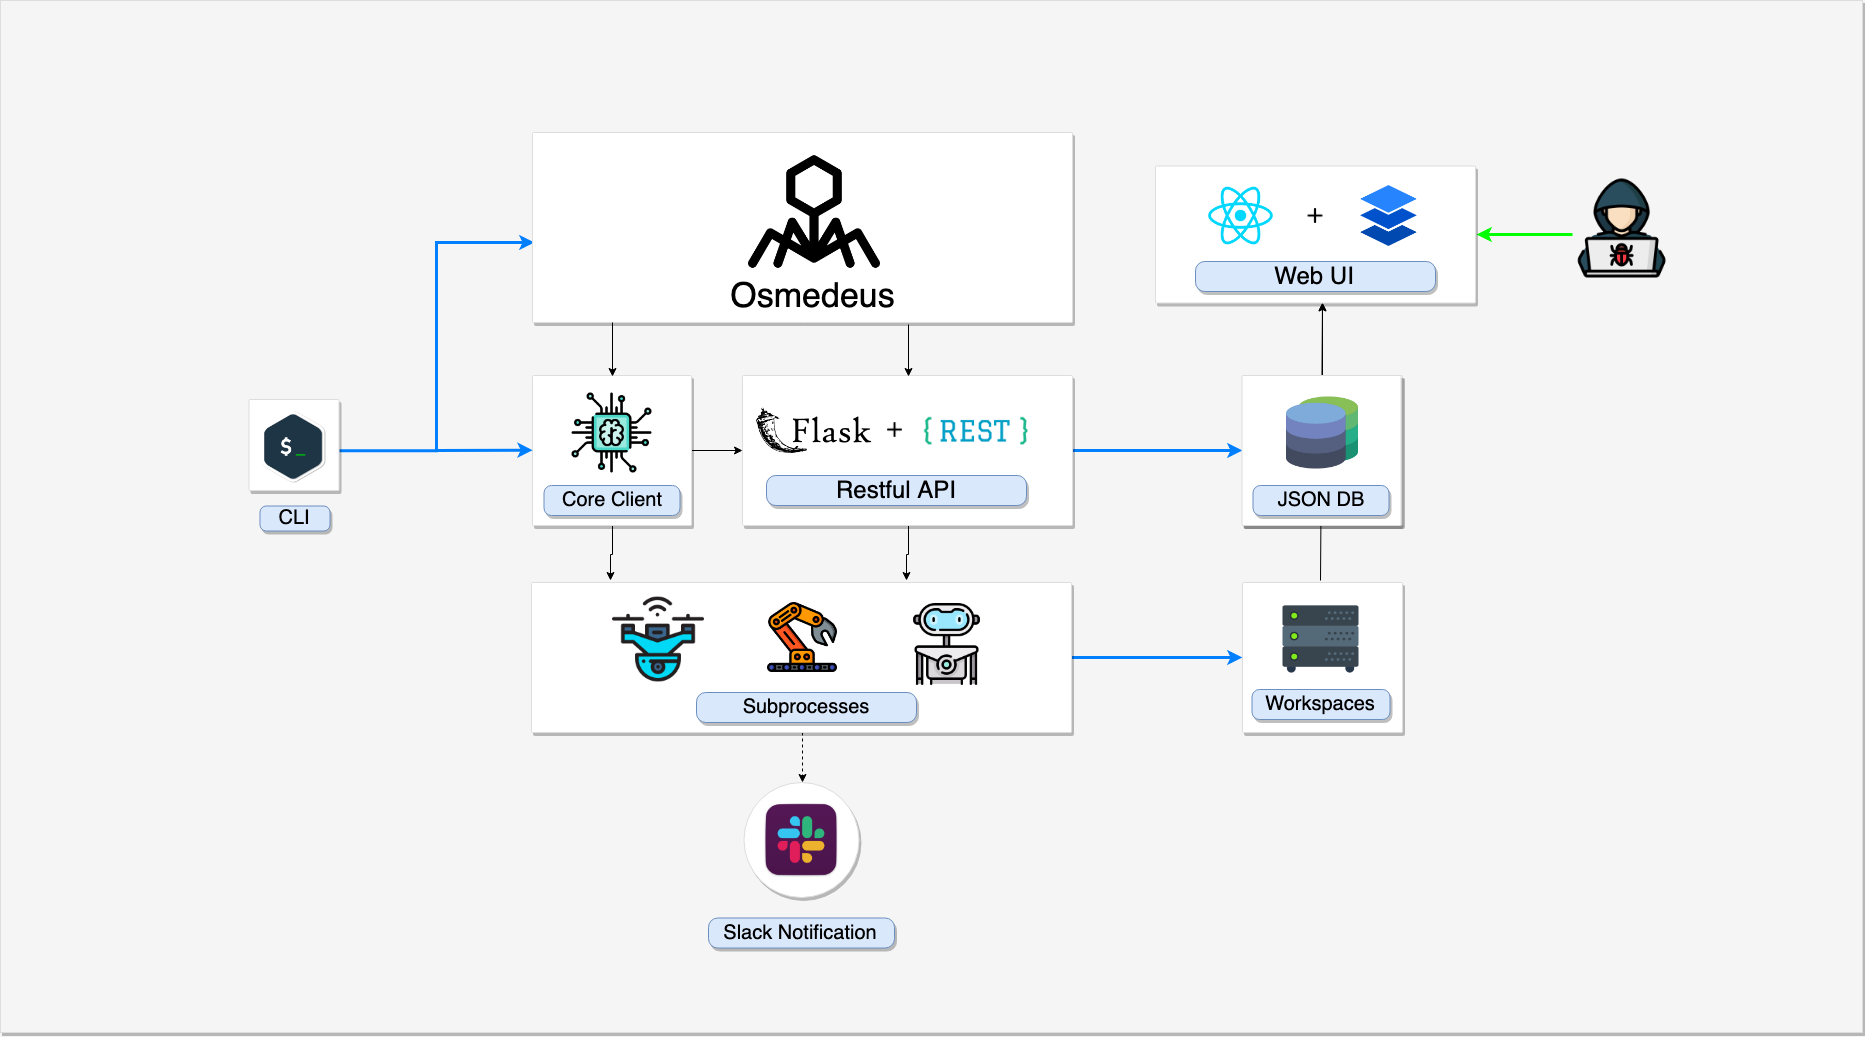 Osmedeus
+
Web UI
$ _
CLI
Core Client
Flask + { REST }
Restful API
JSON DB
Subprocesses
Workspaces
Slack Notification